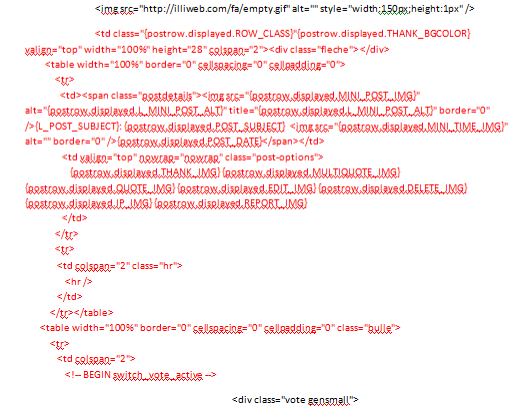 <img src="http://illiweb.com/fa/empty.gif" alt="" style="width:150px;height:1px" />
<td class="{postrow.displayed.ROW_CLASS}"{postrow.displayed.THANK_BGCOLOR}
valign="top" width="100%" height="28" colspan="2"><div class="fleche"></div>
<table width="100%" border="0" cellspacing="0" cellpadding="0">
<tr>
<td><span class="postdetails"><img src="{postrow.displayed.MINI_POST_IMG}"
alt="{postrow.displayed.L_MINI_POST_ALT}" title="{postrow.displayed.L_MINI_POST_ALT}" border="0"
/>{L_POST_SUBJECT}: {postrow.displayed.POST_SUBJECT} <img src="{postrow.displayed.MINI_TIME_IMG}"
alt="" border="0" />{postrow.displayed.POST_DATE}</span></td>
<td valign="top" nowrap="nowrap" class="post-options">
{postrow.displayed.THANK_IMG} {postrow.displayed.MULTIQUOTE_IMG}
{postrow.displayed.QUOTE_IMG} {postrow.displayed.EDIT_IMG} {postrow.displayed.DELETE_IMG}
{postrow.displayed.IP_IMG} {postrow.displayed.REPORT_IMG}
</td>
</tr>
<tr>
<td colspan="2" class="hr">
<hr />
</td>
</tr></table>
<table width="100%" border="0" cellspacing="0" cellpadding="0" class="bulle">
<tr>
<td colspan="2">
<!-- BEGIN switch_vote_active -->
<div class="vote gensmall">